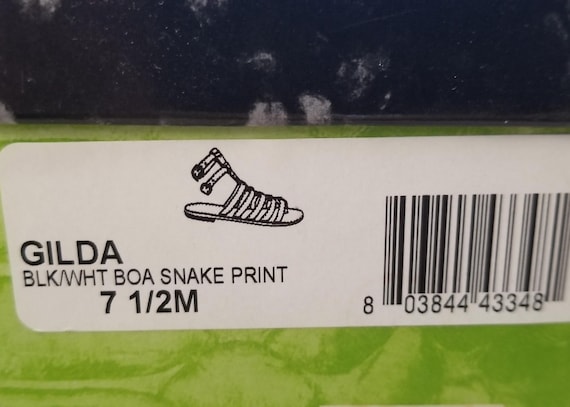 GILDA
BLK/WHT BOA SNAKE PRINT
7 1/2M
8 03844 43348